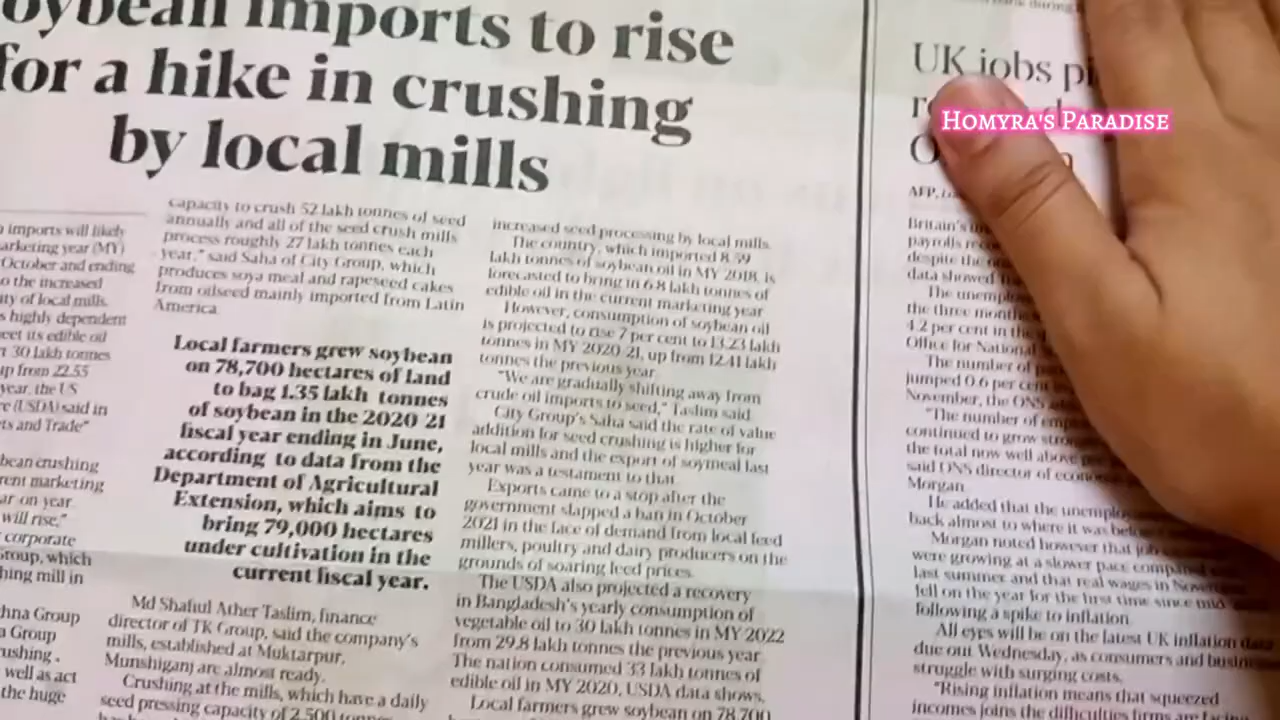 oybean imports to rise
for a hike in crushing
by local mills
imports will likely
arketing year (MY)
October and ending
o the increased
ity of local mills.
s highly dependent
eet its edible oil
30 lakh tonnes
up from 22.55
year, the US
(USDA) said in
ets and Trade"
bean crushing
rent marketing
ar on year.
will rise,"
corporate
Group, which
hing mill in
hna Group
a Group
rushing.
well as act
the huge
capacity to crush 52 lakh tonnes of seed
annually and all of the seed crush mills
process roughly 27 lakh tonnes each
year," said Saha of City Group, which
produces soya meal and rapeseed cakes
from oilseed mainly imported from Latin
America.
Local farmers grew soybean
on 78,700 hectares of land
to bag 1.35 lakh tonnes
of soybean in the 2020-21
fiscal year ending in June,
according to data from the
Department of Agricultural
Extension, which aims to
bring 79,000 hectares
under cultivation in the
current fiscal year.
Md Shafiul Ather Taslim, finance
director of TK Group, said the company's
mills, established at Muktarpur,
Munshiganj are almost ready.
Crushing at the mills, which have a daily
seed pressing capacity of 2,500 tonnes
increased seed processing by local mills.
The country, which imported 8.59
lakh tonnes of soybean oil in MY 2018, is
forecasted to bring in 6.8 lakh tonnes of
edible oil in the current marketing year
However, consumption of soybean oil
is projected to rise 7 per cent to 13.23 lakh
tonnes in MY 2020-21, up from 12.41 lakh
tonnes the previous year.
"We are gradually shifting away from
crude oil imports to seed," Taslim said.
City Group's Saha said the rate of value
addition for seed crushing is higher for
local mills and the export of soymeal last
year was a testament to that.
Exports came to a stop after the
government slapped a ban in October
2021 in the face of demand from local feed
millers, poultry and dairy producers on the
grounds of soaring feed prices.
The USDA also projected a recovery
in Bangladesh's yearly consumption of
vegetable oil to 30 lakh tonnes in MY 2022
from 29.8 lakh tonnes the previous year.
The nation consumed 33 lakh tonnes of
edible oil in MY 2020, USDA data shows.
Local farmers grew soybean on 78,700
UK jobs pi
HOMYRA'S PARADISE
AFP,
Britain's
payrolls
despite the
data showed
The unemp
the three month
4.2 per cent in the
Office for National
The number of
jumped 0.6 per cent
November, the ONS
"The number of emp
continued to grow stron
the total now well above
said ONS director of econo
Morgan.
He added that the unemplo
back almost to where it was befo
Morgan noted however that job
were growing at a slower pace compa
last summer and that real wages in Novem
fell on the year for the first time since mid
following a spike to inflation.
All eyes will be on the latest UK inflation data
due out Wednesday, as consumers and busin
struggle with surging costs.
"Rising inflation means that squeezed
incomes joins the difficulties firms